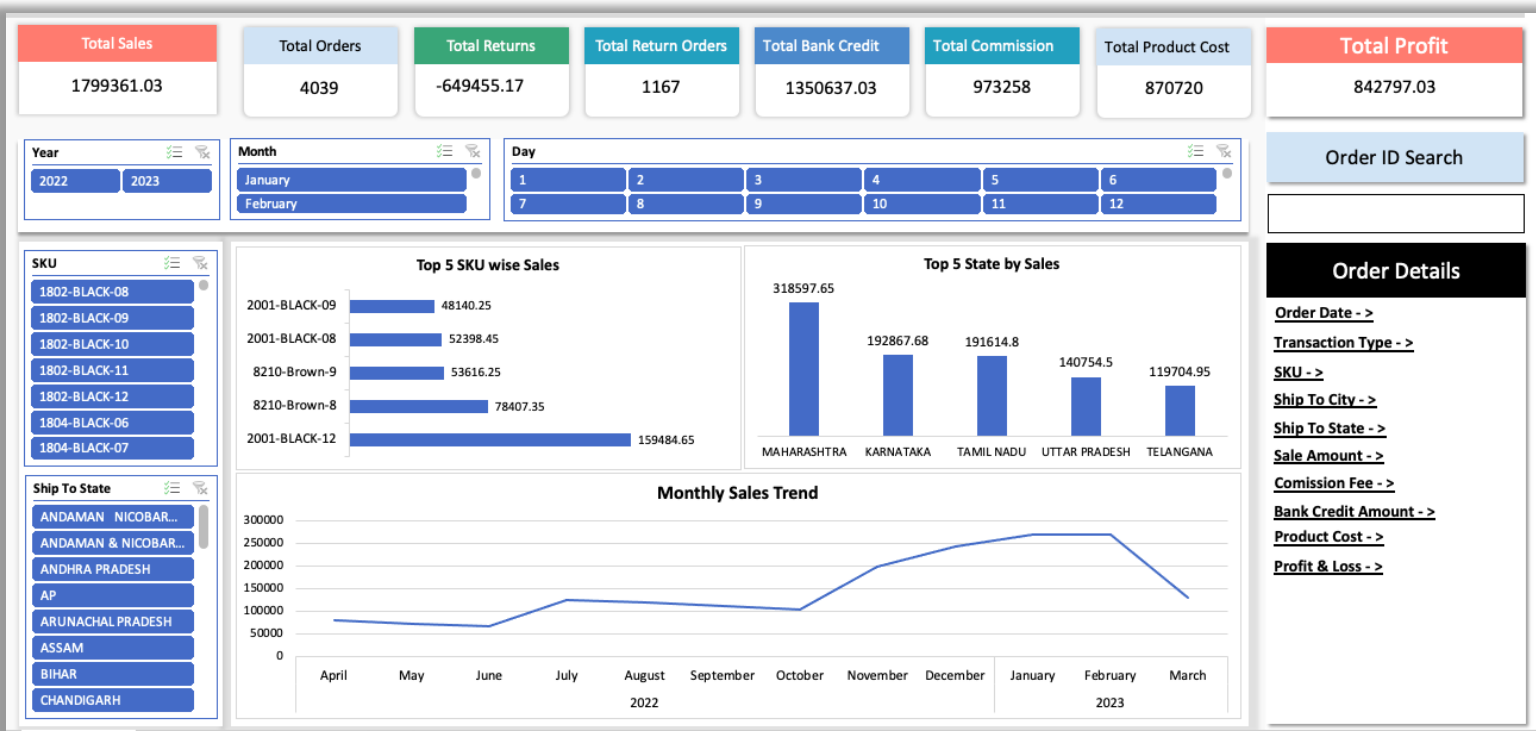 Total Sales
1799361.03
Total Orders
4039
Total Returns
-649455.17
Total Return Orders
1167
Total Bank Credit
1350637.03
Total Commission
973258
Total Product Cost
870720
Total Profit
842797.03
Year
2022 2023
Month
January
February
Day
1 2 3 4 5 6
7 8 9 10 11 12
Order ID Search
SKU
1802-BLACK-08
1802-BLACK-09
1802-BLACK-10
1802-BLACK-11
1802-BLACK-12
1804-BLACK-06
1804-BLACK-07
Ship To State
ANDAMAN NICOBAR...
ANDAMAN & NICOBAR...
ANDHRA PRADESH
AP
ARUNACHAL PRADESH
ASSAM
BIHAR
CHANDIGARH
Top 5 SKU wise Sales
2001-BLACK-09 48140.25
2001-BLACK-08 52398.45
8210-Brown-9 53616.25
8210-Brown-8 78407.35
2001-BLACK-12 159484.65
Top 5 State by Sales
318597.65 192867.68 191614.8 140754.5 119704.95
MAHARASHTRA KARNATAKA TAMIL NADU UTTAR PRADESH TELANGANA
Monthly Sales Trend
300000
250000
200000
150000
100000
50000
0
April May June July August September October November December January February March
2022 2023
Order Details
Order Date - >
Transaction Type - >
SKU - >
Ship To City - >
Ship To State - >
Sale Amount - >
Comission Fee - >
Bank Credit Amount - >
Product Cost - >
Profit & Loss - >